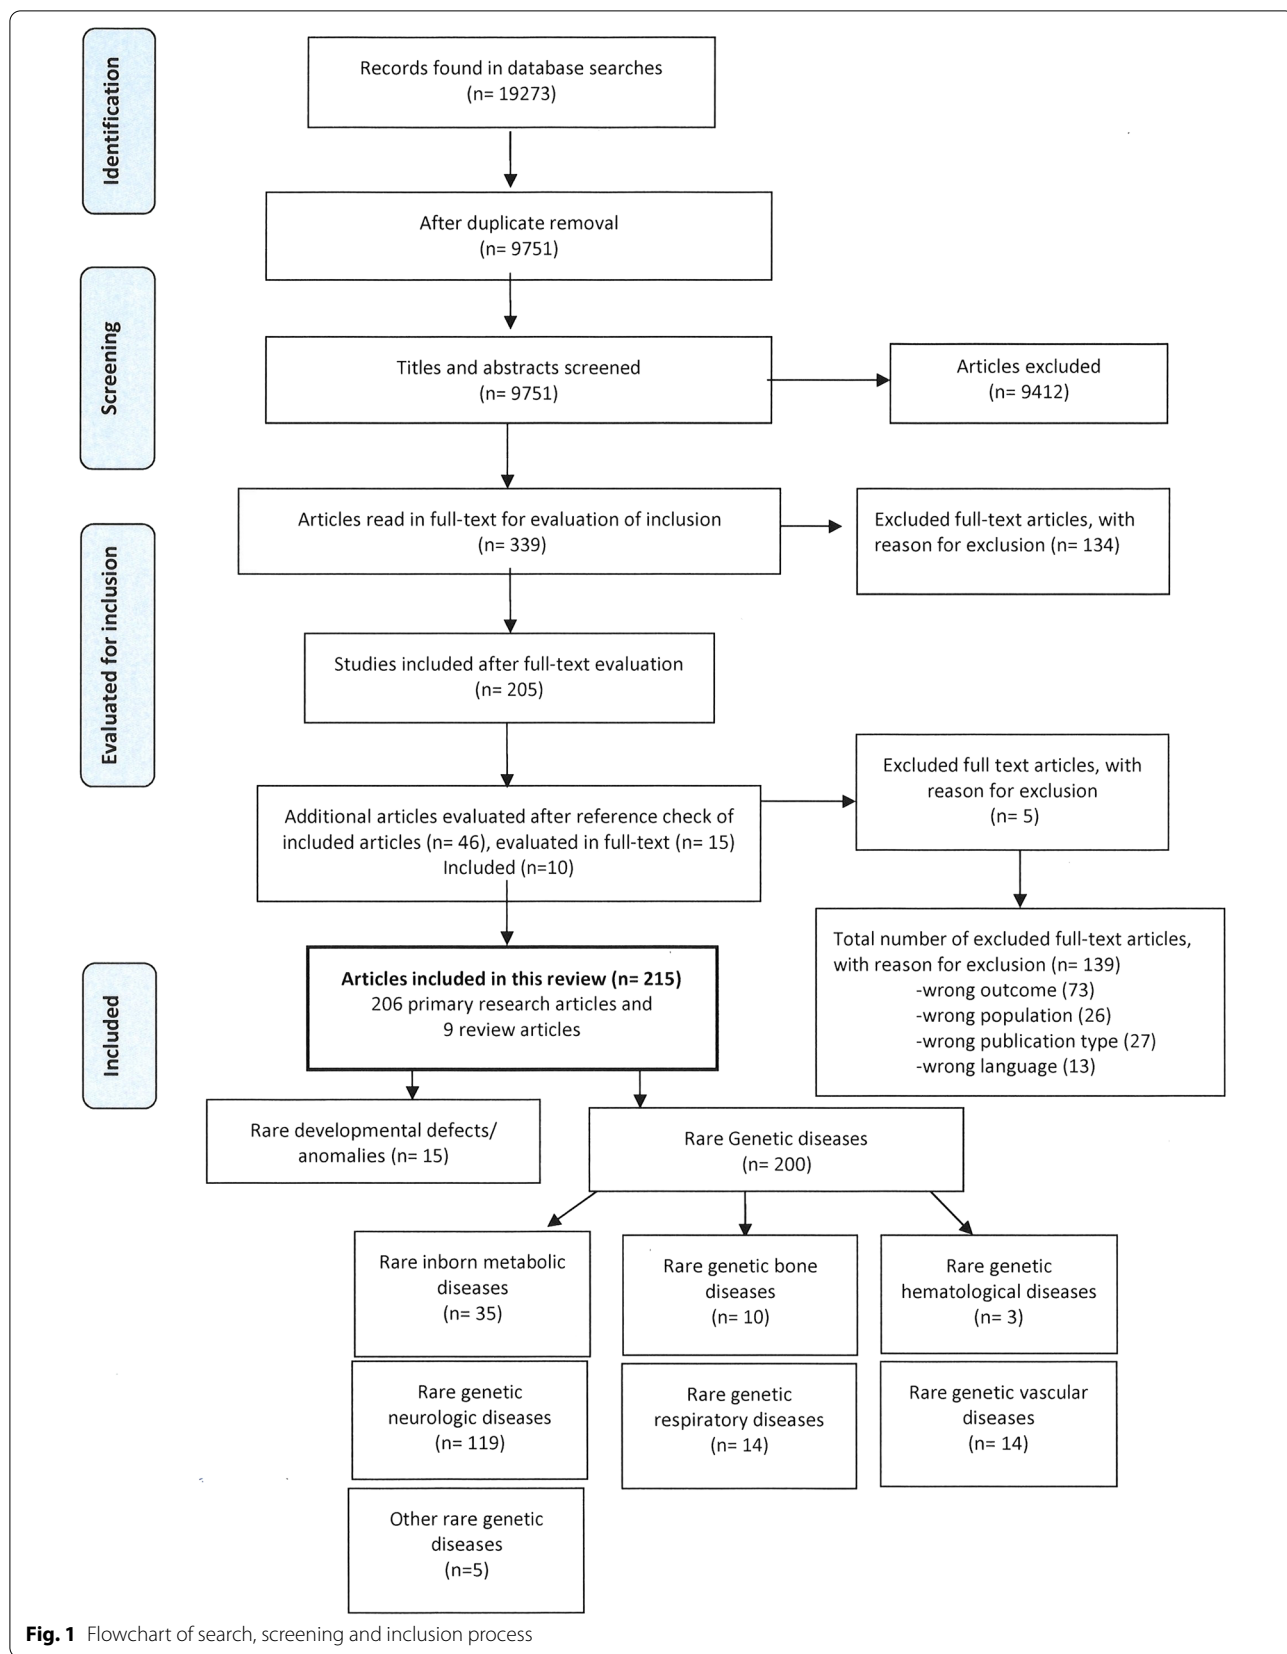 Identification
Records found in database searches
(n= 19273)
After duplicate removal
(n= 9751)
Screening
Titles and abstracts screened
(n= 9751)
Articles excluded
(n= 9412)
Evaluated for inclusion
Articles read in full-text for evaluation of inclusion
(n= 339)
Excluded full-text articles, with
reason for exclusion (n= 134)
Studies included after full-text evaluation
(n= 205)
Additional articles evaluated after reference check of
included articles (n= 46), evaluated in full-text (n= 15)
Included (n=10)
Excluded full text articles, with
reason for exclusion
(n= 5)
Total number of excluded full-text articles,
with reason for exclusion (n= 139)
-wrong outcome (73)
-wrong population (26)
-wrong publication type (27)
-wrong language (13)
Included
Articles included in this review (n= 215)
206 primary research articles and
9 review articles
Rare developmental defects/
anomalies (n= 15)
Rare Genetic diseases
(n= 200)
Rare inborn metabolic
diseases
(n= 35)
Rare genetic bone
diseases
(n= 10)
Rare genetic
hematological diseases
(n= 3)
Rare genetic
neurologic diseases
(n= 119)
Rare genetic
respiratory diseases
(n= 14)
Rare genetic vascular
diseases
(n= 14)
Other rare genetic
diseases
(n=5)
Fig. 1 Flowchart of search, screening and inclusion process